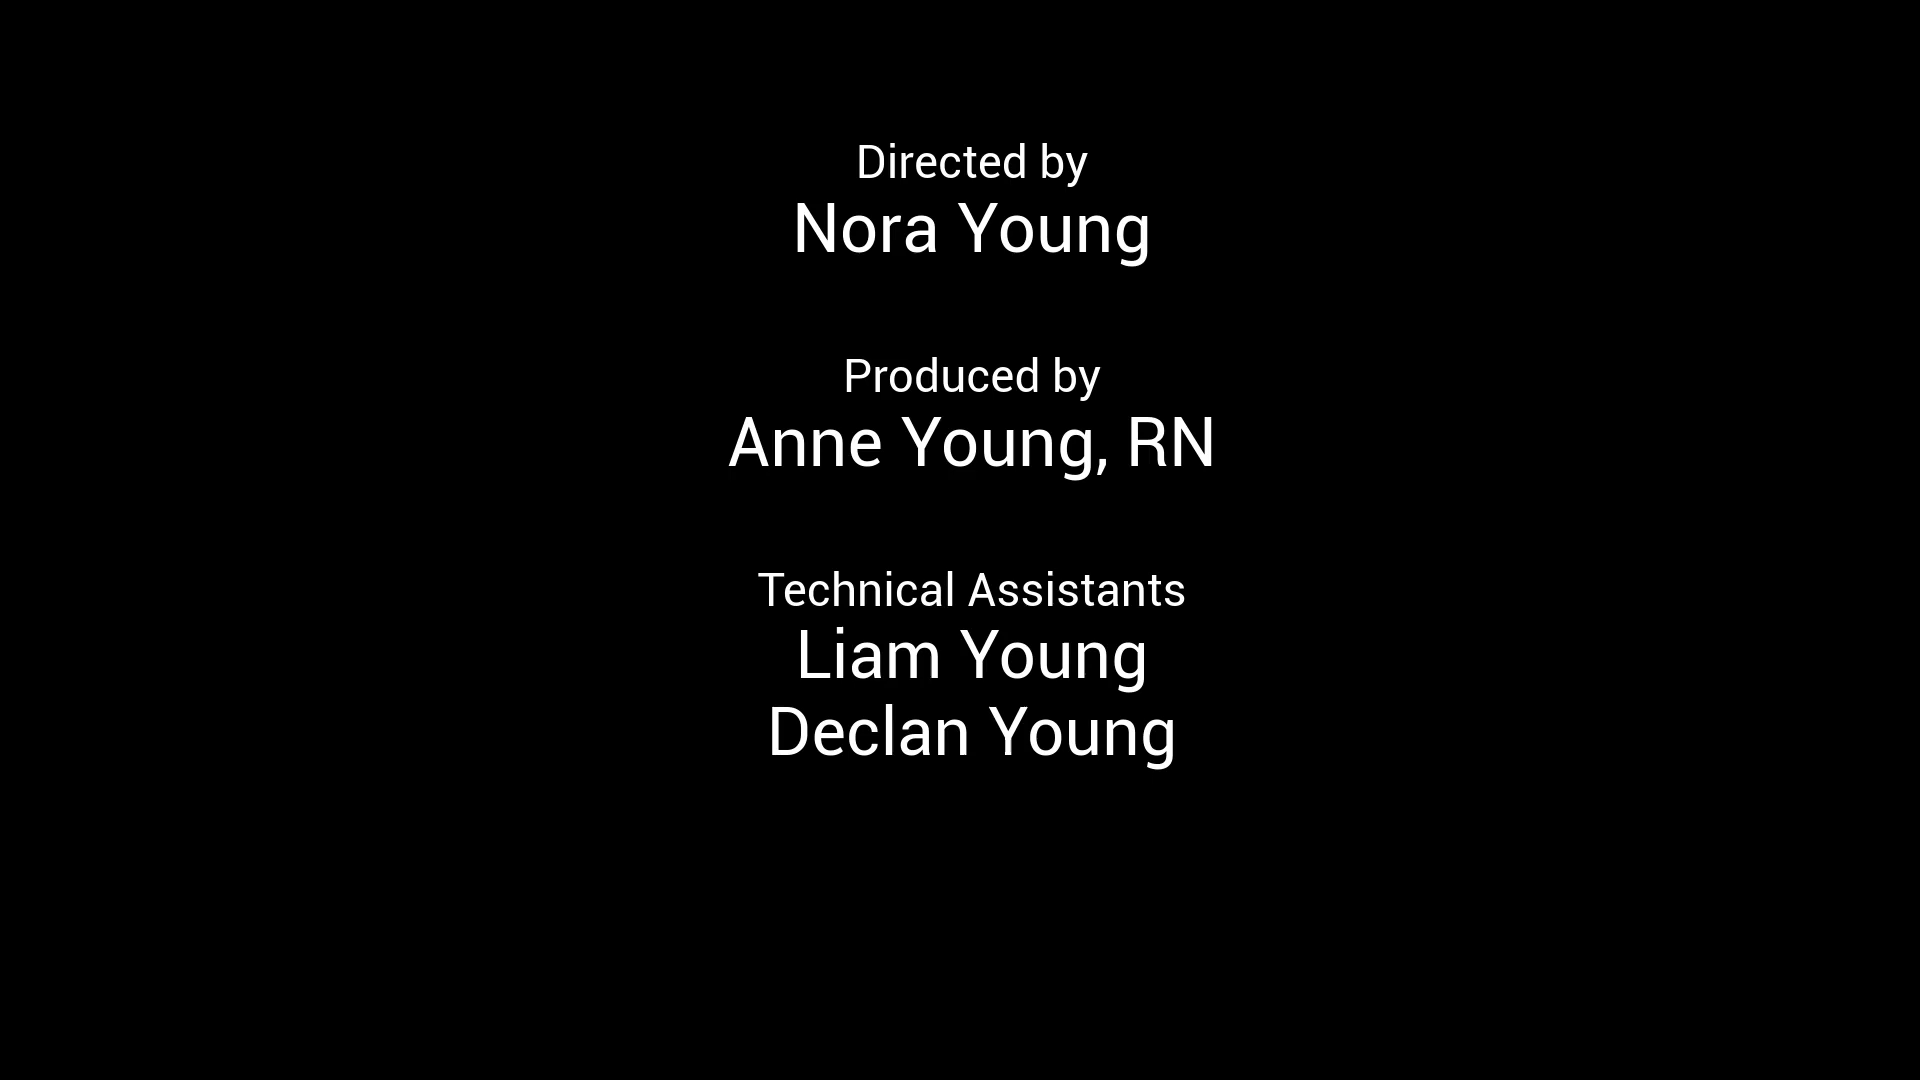 Directed by
Nora Young
Produced by
Anne Young, RN
Technical Assistants
Liam Young
Declan Young